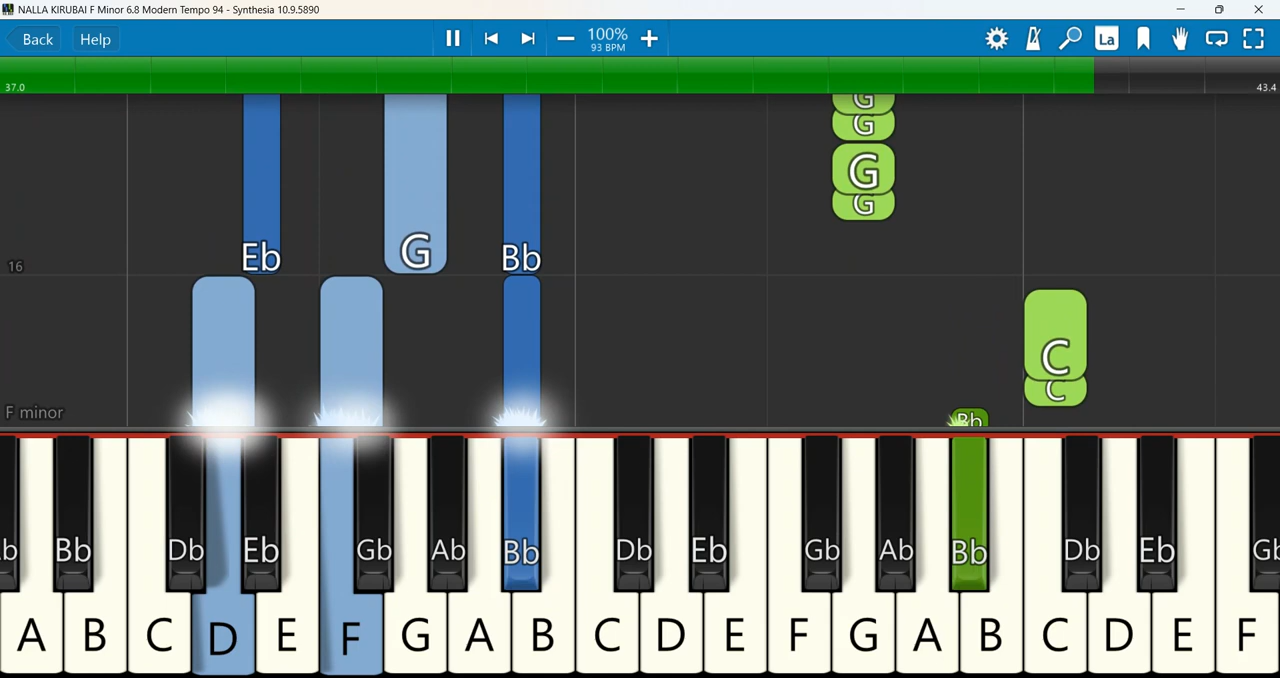 NALLA KIRUBAI F Minor 6.8 Modern Tempo 94 - Synthesia 10.9.5890
Back Help 100% La
93 BPM
37.0 43.4
G
G
G
G
Eb G Bb
16
C
C
F minor Bb
b Bb Db Eb Gb Ab Bb Db Eb Gb Ab Bb Db Eb Gb
A B C D E F G A B C D E F G A B C D E F